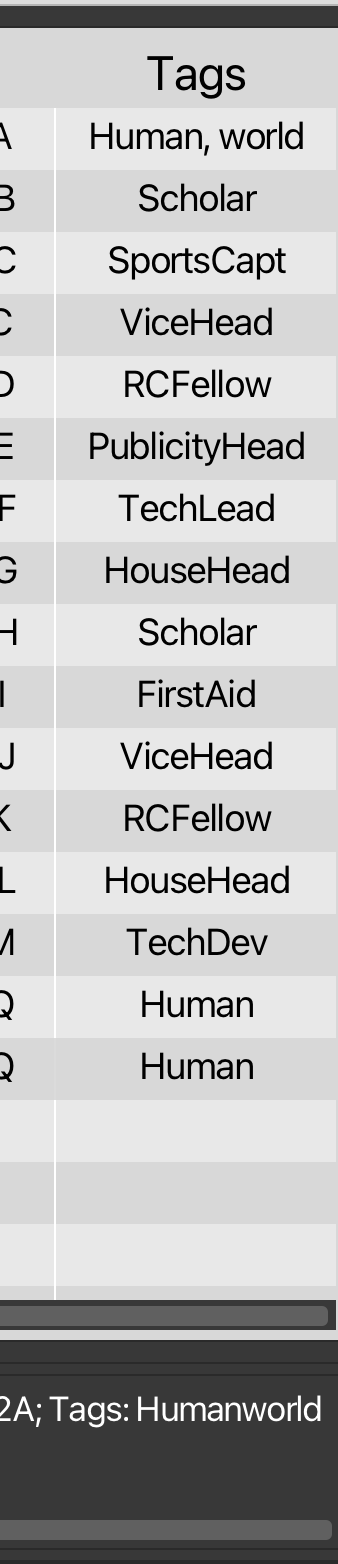 Tags
A Human, world
B Scholar
C SportsCapt
C ViceHead
D RCFellow
E PublicityHead
F TechLead
G HouseHead
H Scholar
I FirstAid
J ViceHead
K RCFellow
L HouseHead
M TechDev
Q Human
Q Human
2A; Tags: Humanworld